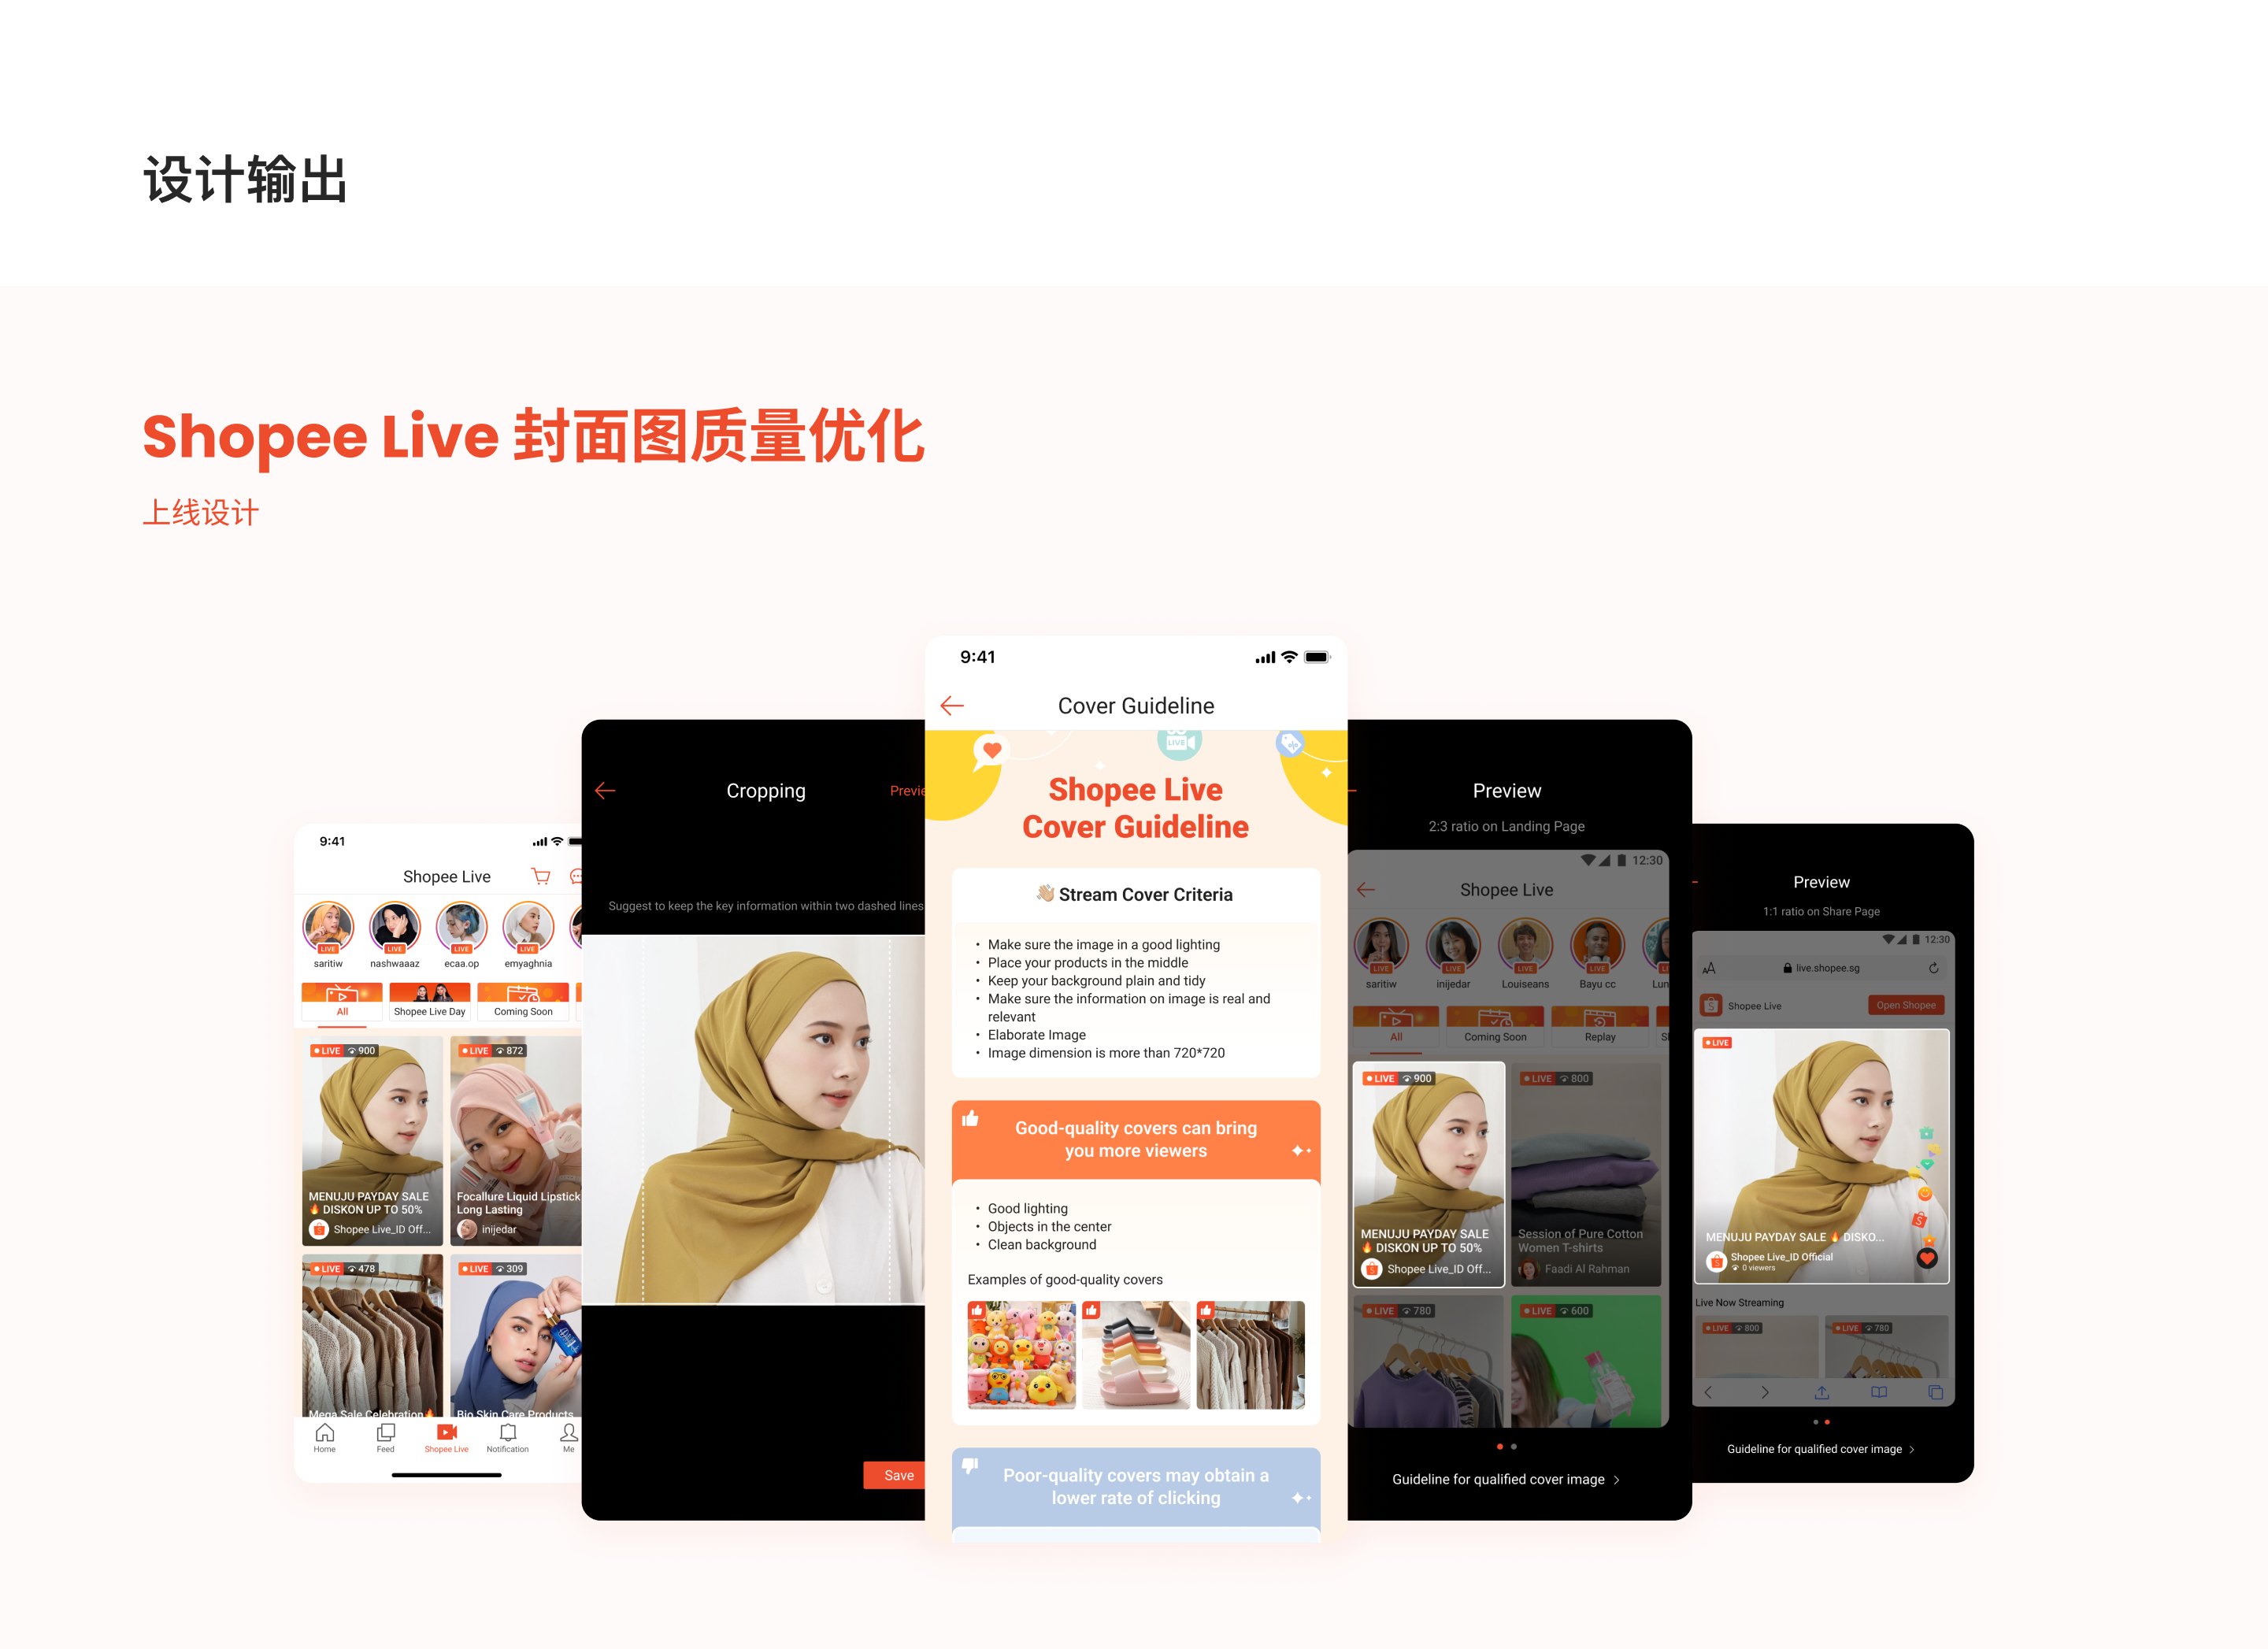 设计输出
Shopee Live 封面图质量优化
上线设计
9:41
Shopee Live
LIVE
LIVE
LIVE
LIVE
saritiw
nashwaaaz
ecaa.op
emyaghnia
All
Shopee Live Day
Coming Soon
LIVE 900
LIVE 872
MENUJU PAYDAY SALE
🔥 DISKON UP TO 50%
Shopee Live_ID Off...
Focallure Liquid Lipstick
Long Lasting
inijedar
LIVE 478
LIVE 309
Mega Sale Celebration🔥
Bio Skin Care Products
Home
Feed
Shopee Live
Notification
Me
Cropping
Previe
Suggest to keep the key information within two dashed lines
Save
9:41
Cover Guideline
LIVE
Shopee Live
Cover Guideline
👋🏼 Stream Cover Criteria
• Make sure the image in a good lighting
• Place your products in the middle
• Keep your background plain and tidy
• Make sure the information on image is real and
relevant
• Elaborate Image
• Image dimension is more than 720*720
Good-quality covers can bring
you more viewers
• Good lighting
• Objects in the center
• Clean background
Examples of good-quality covers
Poor-quality covers may obtain a
lower rate of clicking
Preview
2:3 ratio on Landing Page
12:30
Shopee Live
LIVE
LIVE
LIVE
LIVE
saritiw
inijedar
Louiseans
Bayu cc
Lun
All
Coming Soon
Replay
LIVE 900
LIVE 800
MENUJU PAYDAY SALE
🔥 DISKON UP TO 50%
Shopee Live_ID Off...
Session of Pure Cotton
Women T-shirts
Faadi Al Rahman
LIVE 780
LIVE 600
Guideline for qualified cover image >
Preview
1:1 ratio on Share Page
12:30
AA
live.shopee.sg
Shopee Live
Open Shopee
LIVE
MENUJU PAYDAY SALE 🔥 DISKO...
Shopee Live_ID Official
0 viewers
Live Now Streaming
LIVE 800
LIVE 780
Guideline for qualified cover image >